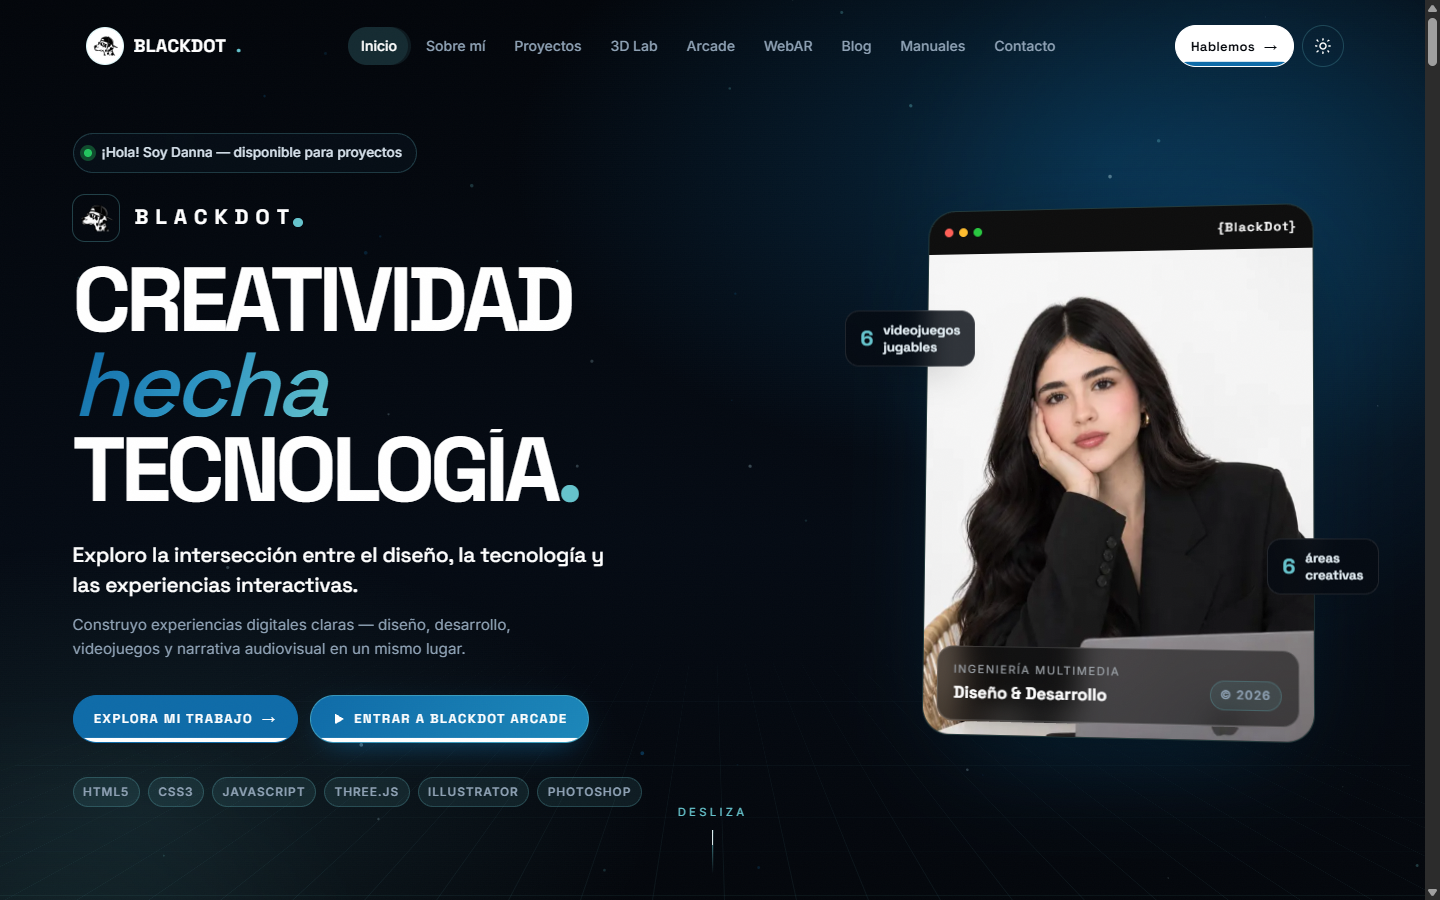 BLACKDOT .
Inicio
Sobre mí
Proyectos
3D Lab
Arcade
WebAR
Blog
Manuales
Contacto
Hablemos →
¡Hola! Soy Danna — disponible para proyectos
BLACKDOT.
CREATIVIDAD
hecha
TECNOLOGÍA.
Exploro la intersección entre el diseño, la tecnología y
las experiencias interactivas.
Construyo experiencias digitales claras — diseño, desarrollo,
videojuegos y narrativa audiovisual en un mismo lugar.
EXPLORA MI TRABAJO →
ENTRAR A BLACKDOT ARCADE
HTML5
CSS3
JAVASCRIPT
THREE.JS
ILLUSTRATOR
PHOTOSHOP
DESLIZA
{BlackDot}
6 videojuegos
jugables
6 áreas
creativas
INGENIERÍA MULTIMEDIA
Diseño & Desarrollo
© 2026